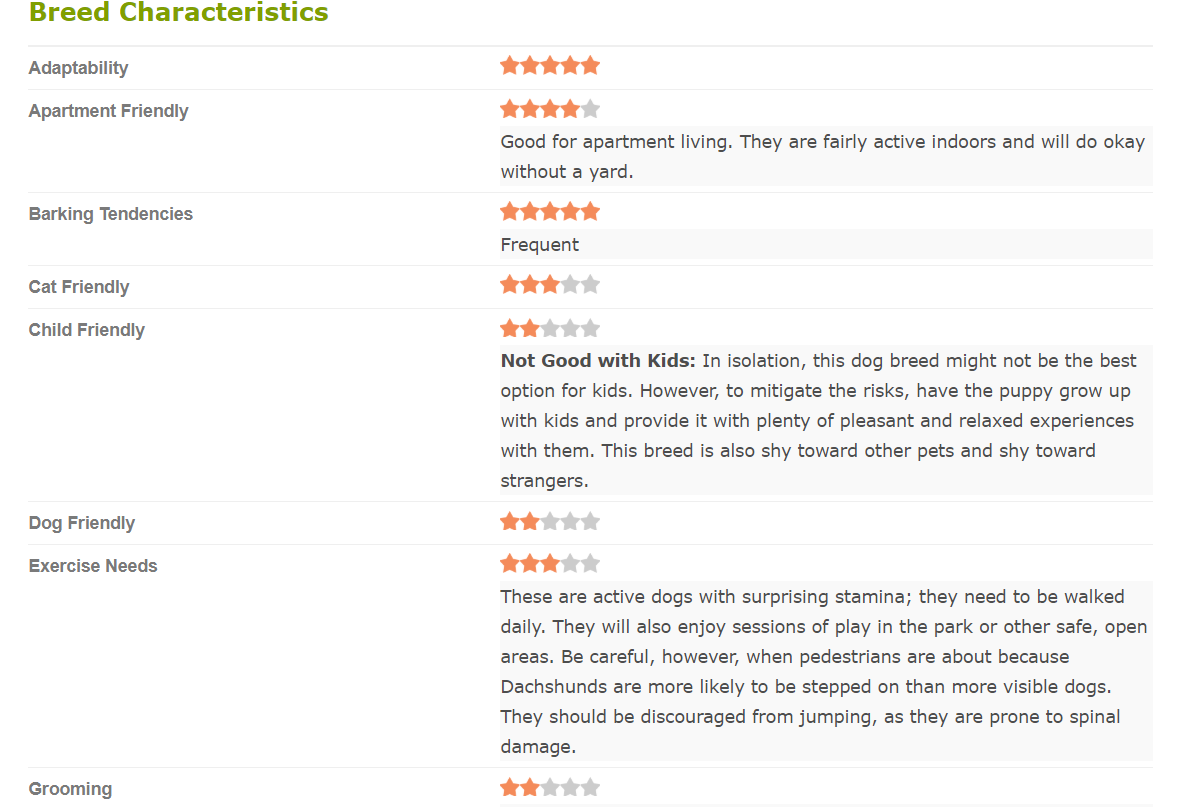 Breed Characteristics
Adaptability
Apartment Friendly
Good for apartment living. They are fairly active indoors and will do okay
without a yard.
Barking Tendencies
Frequent
Cat Friendly
Child Friendly
Not Good with Kids: In isolation, this dog breed might not be the best
option for kids. However, to mitigate the risks, have the puppy grow up
with kids and provide it with plenty of pleasant and relaxed experiences
with them. This breed is also shy toward other pets and shy toward
strangers.
Dog Friendly
Exercise Needs
These are active dogs with surprising stamina; they need to be walked
daily. They will also enjoy sessions of play in the park or other safe, open
areas. Be careful, however, when pedestrians are about because
Dachshunds are more likely to be stepped on than more visible dogs.
They should be discouraged from jumping, as they are prone to spinal
damage.
Grooming